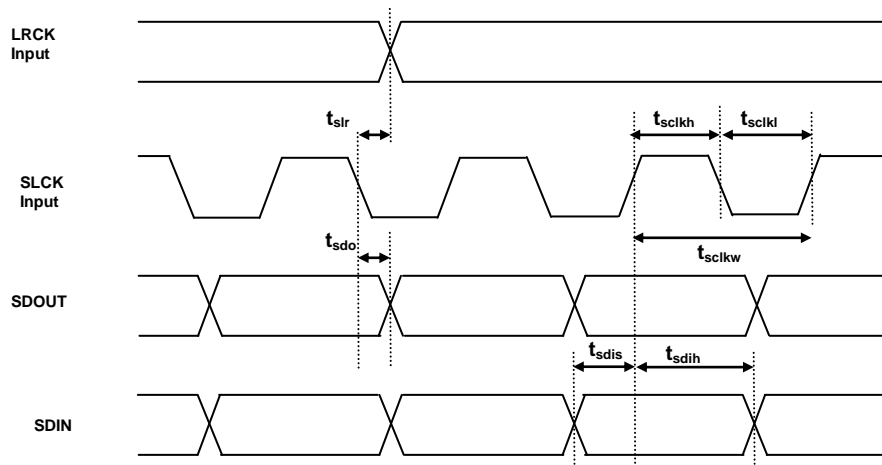 LRCK
Input
tslr
tsclkh
tsclkl
SLCK
Input
tsdo
tsclkw
SDOUT
tsdis
tsdih
SDIN